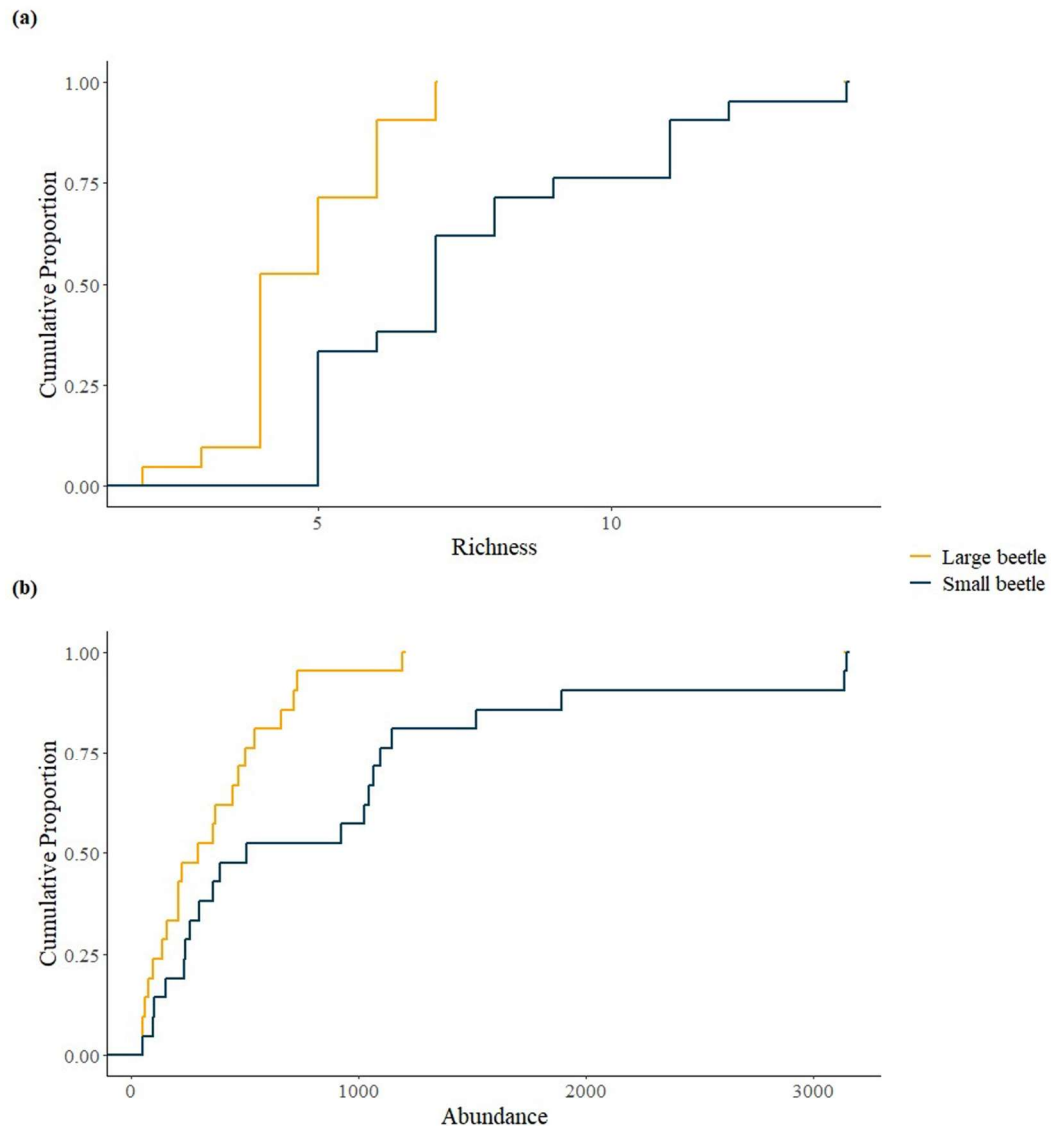 (a)
1.00
0.75
0.50
0.25
0.00
Cumulative Proportion
5 10
Richness
Large beetle
Small beetle
(b)
1.00
0.75
0.50
0.25
0.00
Cumulative Proportion
0 1000 2000 3000
Abundance